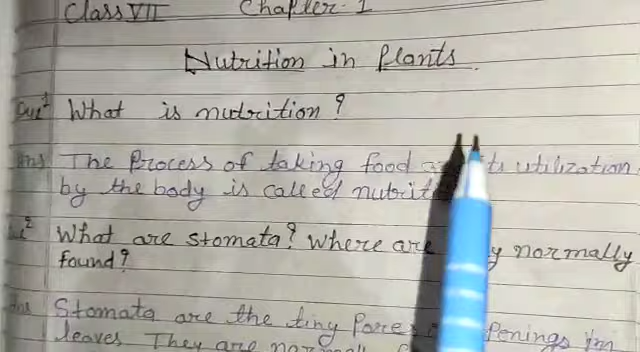 Class VII Chapter-1
Nutrition in Plants.
Que¹ What is nutrition?
Ans The Process of taking food its utilization
by the body is called
What are stomata? Where are normally
found?
Ans Stomata are the tiny Pores in
leaves They are